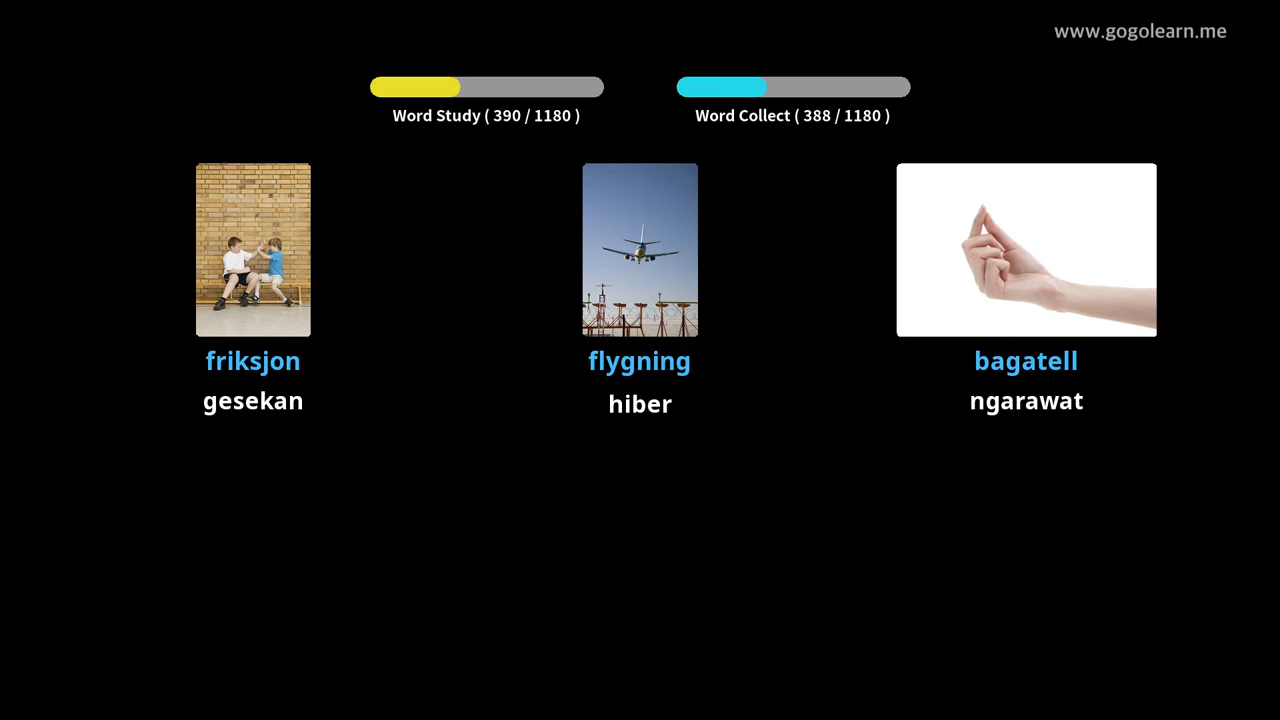 www.gogolearn.me
Word Study ( 390 / 1180 )
Word Collect ( 388 / 1180 )
friksjon
gesekan
flygning
hiber
bagatell
ngarawat